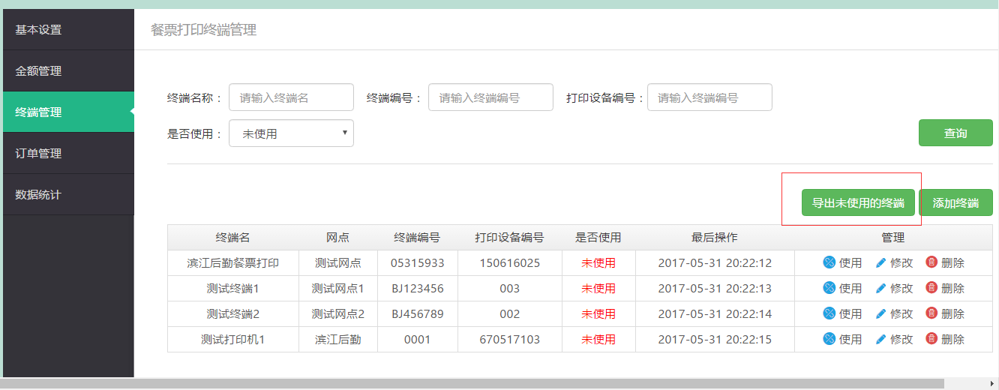 基本设置
金额管理
终端管理
订单管理
数据统计
餐票打印终端管理
终端名称： 请输入终端名 终端编号： 请输入终端编号 打印设备编号： 请输入终端编号
是否使用： 未使用 查询
导出未使用的终端 添加终端
终端名 网点 终端编号 打印设备编号 是否使用 最后操作 管理
滨江后勤餐票打印 测试网点 05315933 150616025 未使用 2017-05-31 20:22:12 使用 修改 删除
测试终端1 测试网点1 BJ123456 003 未使用 2017-05-31 20:22:13 使用 修改 删除
测试终端2 测试网点2 BJ456789 002 未使用 2017-05-31 20:22:14 使用 修改 删除
测试打印机1 滨江后勤 0001 670517103 未使用 2017-05-31 20:22:15 使用 修改 删除